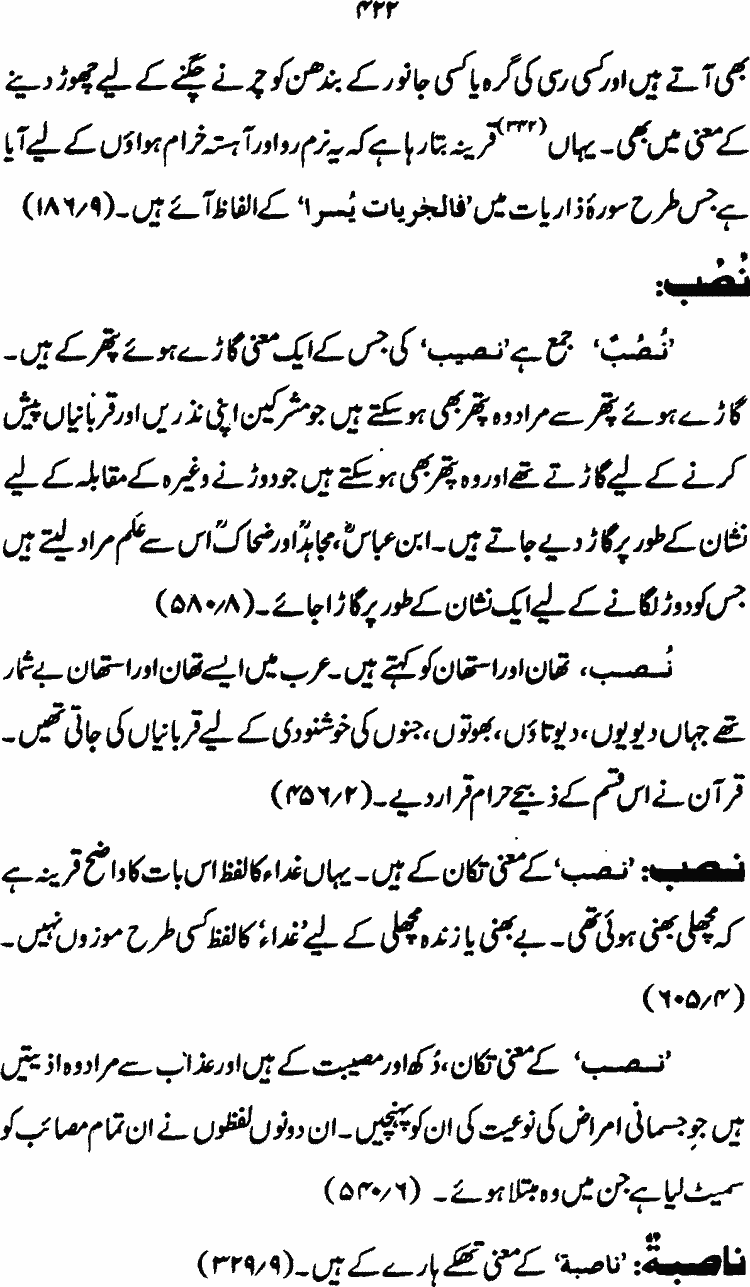 ۴۲۲
بھی آتے ہیں اور کسی رسی کی گرہ یا کسی جانور کے بندھن کو چرنے چگنے کے لیے چھوڑ دینے
کے معنی میں بھی۔ یہاں (۳۴۲) قرینہ بتا رہا ہے کہ یہ نرم رو اور آہستہ خرام ہواؤں کے لیے آیا
ہے جس طرح سورۂ ذاریات میں ’فالجٰریات یُسرا‘ کے الفاظ آئے ہیں۔ (۱۸۶/۹)
نُصُب:
’نُصُبٌ‘ جمع ہے ’نصیب‘ کی جس کے ایک معنی گاڑے ہوئے پتھر کے ہیں۔
گاڑے ہوئے پتھر سے مراد وہ پتھر بھی ہو سکتے ہیں جو مشرکین اپنی نذریں اور قربانیاں پیش
کرنے کے لیے گاڑتے تھے اور وہ پتھر بھی ہو سکتے ہیں جو دوڑنے وغیرہ کے مقابلہ کے لیے
نشان کے طور پر گاڑ دیے جاتے ہیں۔ ابن عباسؓ، مجاہدؒ اور ضحاکؒ اس سے عَلَم مراد لیتے ہیں
جس کو دوڑ لگانے کے لیے ایک نشان کے طور پر گاڑا جائے۔ (۵۸۰/۸)
نُصب، تھان اور استھان کو کہتے ہیں۔ عرب میں ایسے تھان اور استھان بے شمار
تھے جہاں دیویوں، دیوتاؤں، بھوتوں، جنوں کی خوشنودی کے لیے قربانیاں کی جاتی تھیں۔
قرآن نے اس قسم کے ذبیحے حرام قرار دیے۔ (۴۵۶/۲)
نصب: ’نصب‘ کے معنی تکان کے ہیں۔ یہاں غداء کا لفظ اس بات کا واضح قرینہ ہے
کہ مچھلی بھنی ہوئی تھی۔ بے بھنی یا زندہ مچھلی کے لیے ’غداء‘ کا لفظ کسی طرح موزوں نہیں۔
(۶۰۵/۴)
’نصب‘ کے معنی تکان، دُکھ اور مصیبت کے ہیں اور عذاب سے مراد وہ اذیتیں
ہیں جو جسمانی امراض کی نوعیت کی ان کو پہنچیں۔ ان دونوں لفظوں نے ان تمام مصائب کو
سمیٹ لیا ہے جن میں وہ مبتلا ہوئے۔ (۵۴۰/۶)
ناصبةٌ: ’ناصبة‘ کے معنی تھکے ہارے کے ہیں۔ (۳۲۹/۹)